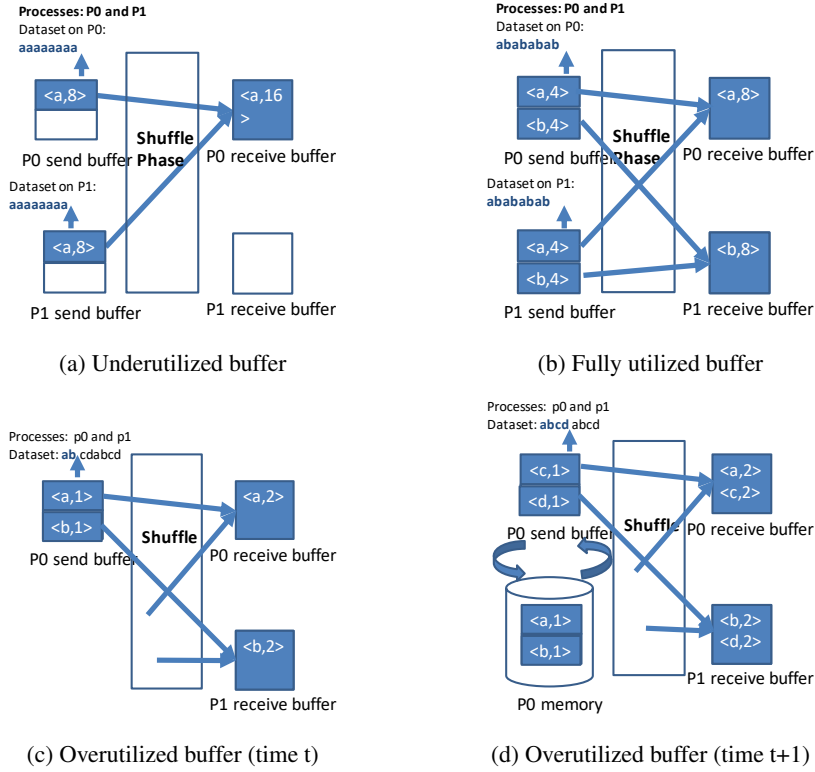 Processes: P0 and P1
Dataset on P0:
aaaaaaaa
<a,8>
<a,16
>
Shuffle
Phase
P0 send buffer
P0 receive buffer
Dataset on P1:
aaaaaaaa
<a,8>
P1 send buffer
P1 receive buffer
(a) Underutilized buffer
Processes: P0 and P1
Dataset on P0:
abababab
<a,4>
<b,4>
<a,8>
Shuffle
Phase
P0 send buffer
P0 receive buffer
Dataset on P1:
abababab
<a,4>
<b,4>
<b,8>
P1 send buffer
P1 receive buffer
(b) Fully utilized buffer
Processes: p0 and p1
Dataset: ab cdabcd
<a,1>
<b,1>
<a,2>
Shuffle
P0 send buffer
P0 receive buffer
<b,2>
P1 receive buffer
(c) Overutilized buffer (time t)
Processes: p0 and p1
Dataset: abcd abcd
<c,1>
<d,1>
<a,2>
<c,2>
Shuffle
P0 send buffer
P0 receive buffer
<a,1>
<b,1>
<b,2>
<d,2>
P1 receive buffer
P0 memory
(d) Overutilized buffer (time t+1)